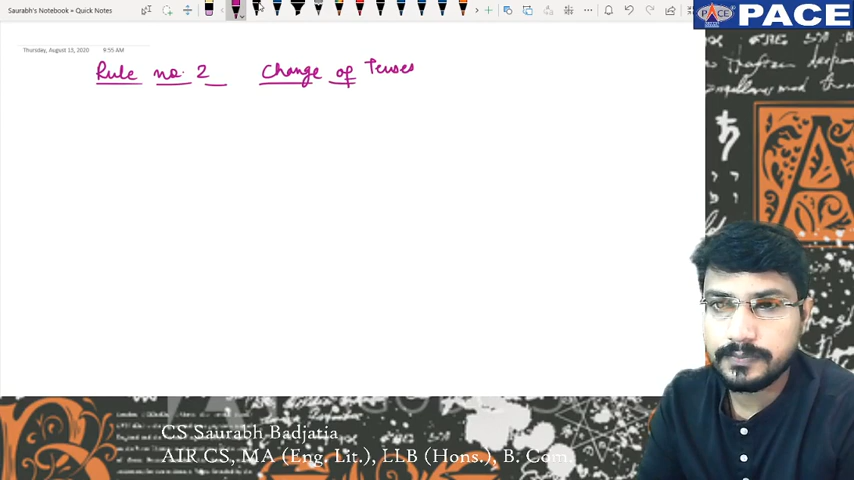 Saurabh's Notebook » Quick Notes
PACE
PACE
Thursday, August 13, 2020 9:55 AM
Rule no. 2 Change of Tenses
A
CS Saurabh Badjatia
AIR CS, MA (Eng. Lit.), LLB (Hons.), B. Com.